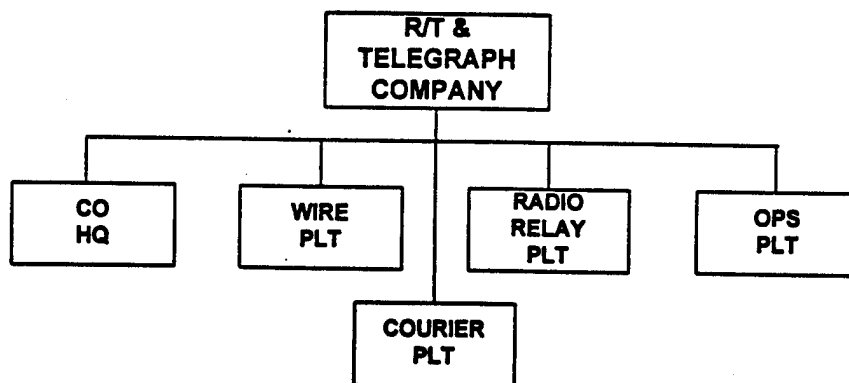 R/T &
TELEGRAPH
COMPANY
CO
HQ
WIRE
PLT
RADIO
RELAY
PLT
OPS
PLT
COURIER
PLT